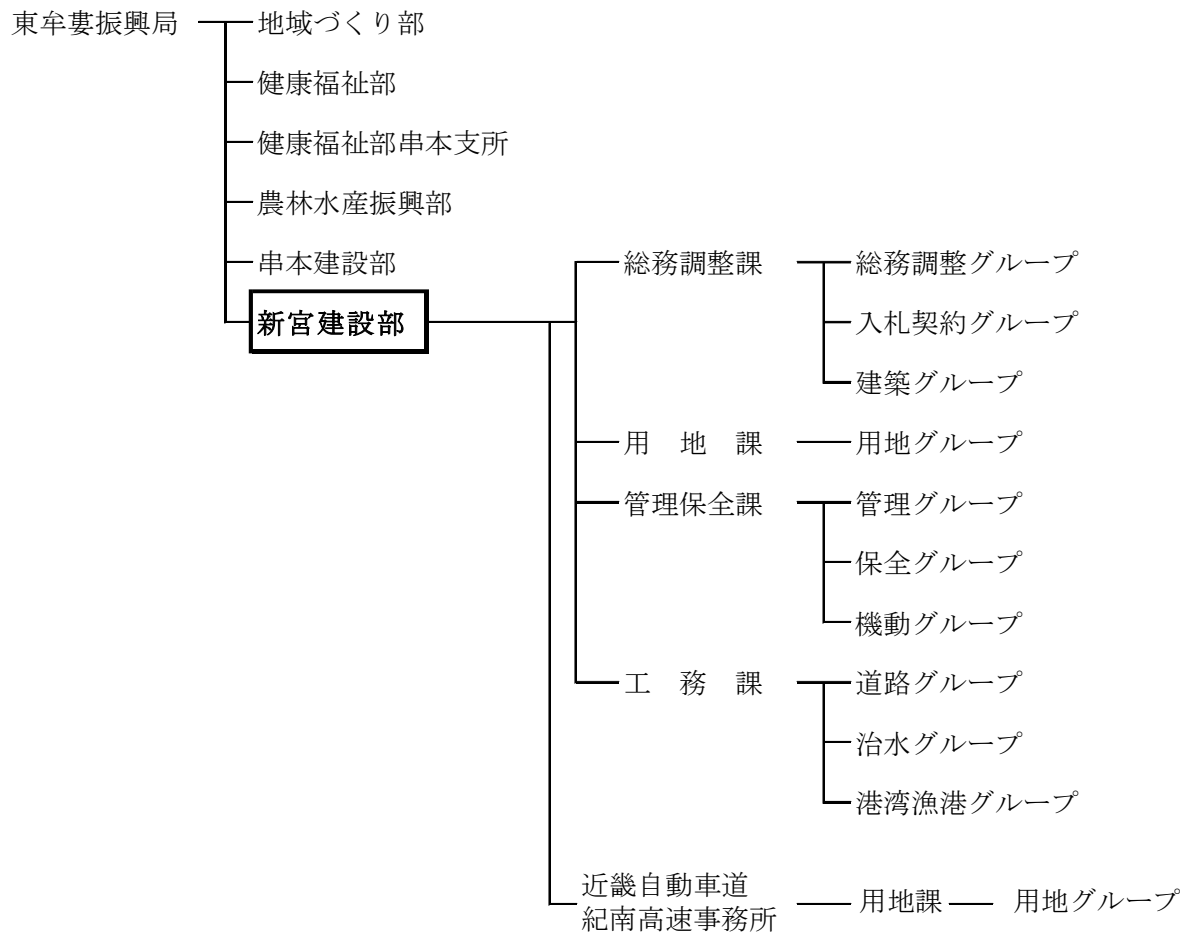 東牟婁振興局 地域づくり部
健康福祉部
健康福祉部串本支所
農林水産振興部
串本建設部 総務調整課 総務調整グループ
新宮建設部 入札契約グループ
建築グループ
用 地 課 用地グループ
管理保全課 管理グループ
保全グループ
機動グループ
工 務 課 道路グループ
治水グループ
港湾漁港グループ
近畿自動車道
紀南高速事務所 用地課 用地グループ